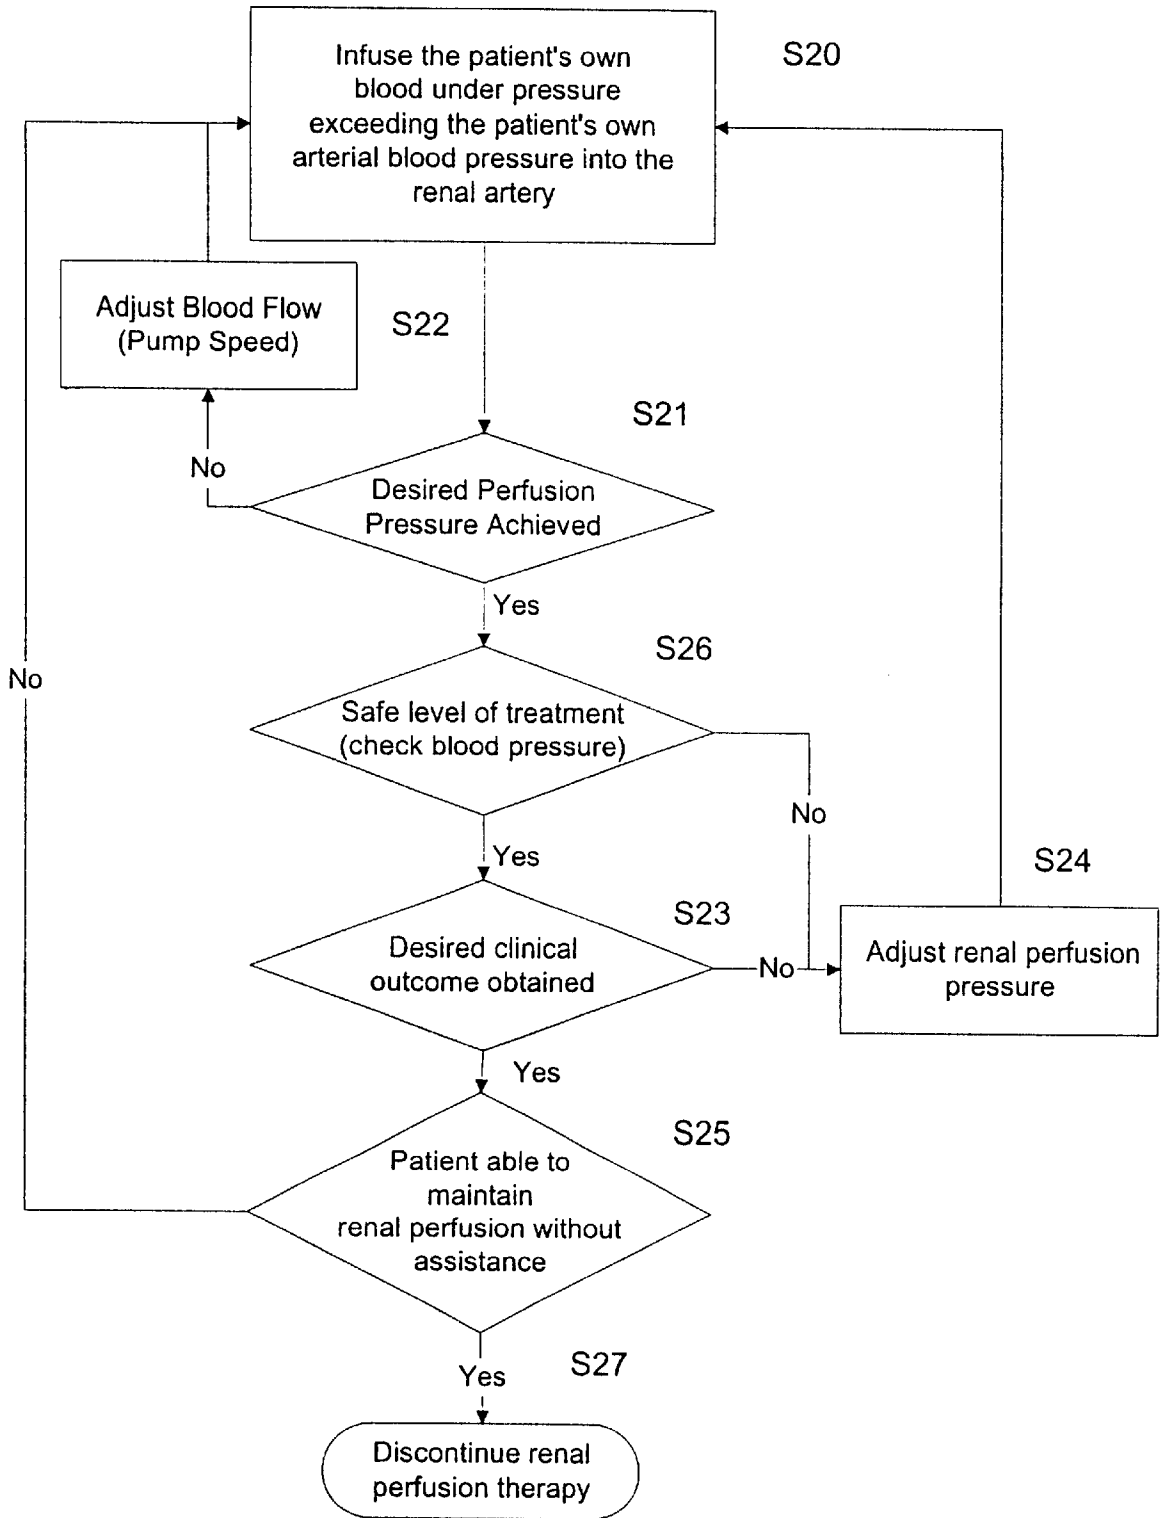 Infuse the patient's own
blood under pressure
exceeding the patient's own
arterial blood pressure into the
renal artery
S20
Adjust Blood Flow
(Pump Speed)
S22
S21
No
Desired Perfusion
Pressure Achieved
Yes
S26
No
Safe level of treatment
(check blood pressure)
No
Yes
S24
S23
Desired clinical
outcome obtained
No
Adjust renal perfusion
pressure
Yes
S25
Patient able to
maintain
renal perfusion without
assistance
S27
Yes
Discontinue renal
perfusion therapy